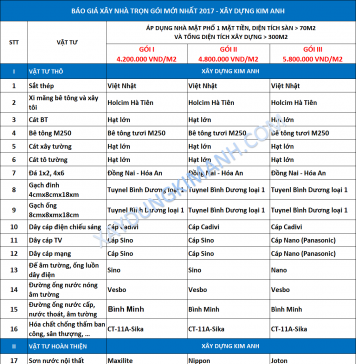 BÁO GIÁ XÂY NHÀ TRỌN GÓI MỚI NHẤT 2017 - XÂY DỰNG KIM ANH
STT
VẬT TƯ
ÁP DỤNG NHÀ MẶT PHỐ 1 MẶT TIỀN, DIỆN TÍCH SÀN > 70M2
VÀ TỔNG DIỆN TÍCH XÂY DỰNG > 300M2
GÓI I GÓI II GÓI III
4.200.000 VNĐ/M2 4.800.000 VNĐ/M2 5.800.000 VNĐ/M2
I VẬT TƯ THÔ XÂY DỰNG KIM ANH
1 Sắt thép Việt Nhật Việt Nhật Việt Nhật
2 Xi măng bê tông và xây tô Holcim Hà Tiên Holcim Hà Tiên Holcim Hà Tiên
3 Cát BT Hạt lớn Hạt lớn Hạt lớn
4 Bê tông M250 Bê tông tươi M250 Bê tông tươi M250 Bê tông tươi M250
5 Cát xây tường Hạt lớn Hạt lớn Hạt lớn
6 Cát tô tường Hạt lớn Hạt lớn Hạt lớn
7 Đá 1x2, 4x6 Đồng Nai - Hóa An Đồng Nai - Hóa An Đồng Nai - Hóa An
8 Gạch đinh
4cmx8cmx18cm Tuynel Bình Dương loại 1 Tuynel Bình Dương loại 1 Tuynel Bình Dương loại 1
9 Gạch ống
8cmx8xmx18cm Tuynel Bình Dương loại 1 Tuynel Bình Dương loại 1 Tuynel Bình Dương loại 1
10 Dây cáp điện chiếu sáng Cáp Cadivi Cáp Cadivi Cáp Cadivi
11 Dây cáp TV Cáp Sino Cáp Sino Cáp Nano (Panasonic)
12 Dây cáp mạng Cáp Sino Cáp Sino Cáp Nano (Panasonic)
13 Đế âm tường, ống luồn
dây điện Sino Sino Nano
14 Đường ống nước nóng
âm tường Vesbo Vesbo Vesbo
15 Đường ống nước cấp,
nước thoát, âm tường Bình Minh Bình Minh Bình Minh
16 Hóa chất chống thấm ban
công, sân thượng, ... CT-11A-Sika CT-11A-Sika CT-11A-Sika
II VẬT TƯ HOÀN THIỆN XÂY DỰNG KIM ANH
17 Sơn nước nội thất Maxilite Nippon Joton
XAYDUNGKIMANH.COM